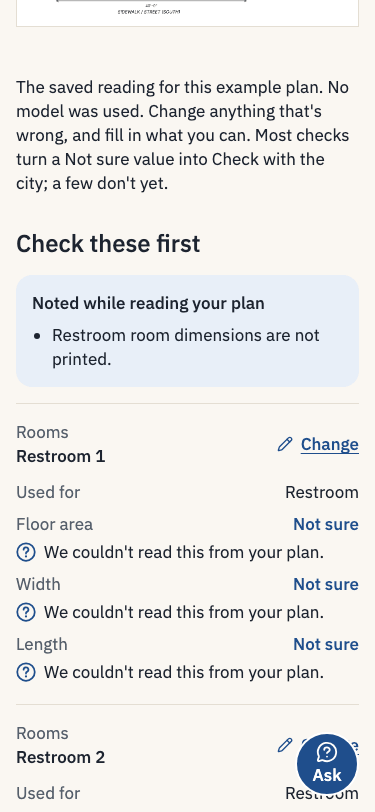 SIDEWALK / STREET (SOUTH)
The saved reading for this example plan. No
model was used. Change anything that's
wrong, and fill in what you can. Most checks
turn a Not sure value into Check with the
city; a few don't yet.
Check these first
Noted while reading your plan
• Restroom room dimensions are not
printed.
Rooms
Restroom 1
Change
Used for
Restroom
Floor area
Not sure
We couldn't read this from your plan.
Width
Not sure
We couldn't read this from your plan.
Length
Not sure
We couldn't read this from your plan.
Rooms
Restroom 2
Used for
Ask